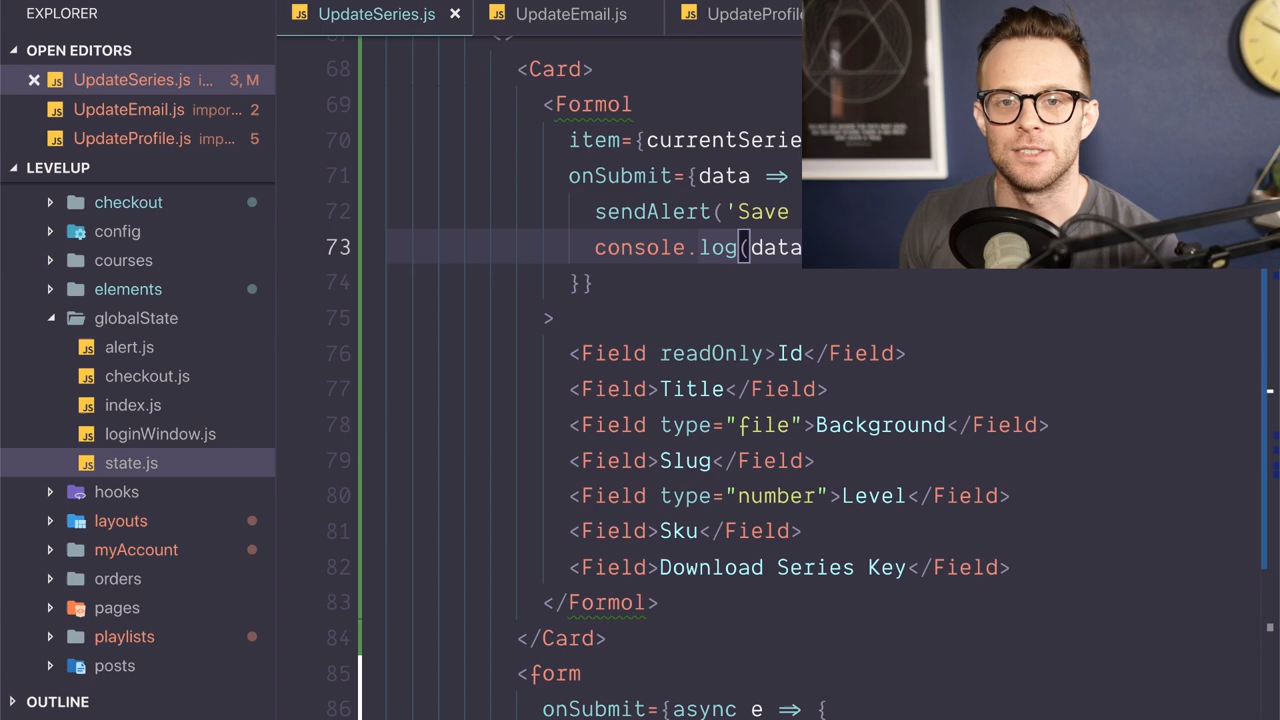 EXPLORER
OPEN EDITORS
UpdateSeries.js i... 3, M
UpdateEmail.js impor... 2
UpdateProfile.js imp... 5
LEVELUP
checkout
config
courses
elements
globalState
alert.js
checkout.js
index.js
loginWindow.js
state.js
hooks
layouts
myAccount
orders
pages
playlists
posts
OUTLINE
UpdateSeries.js
UpdateEmail.js
UpdateProfile
68 <Card>
69 <Formol
70 item={currentSerie
71 onSubmit={data =>
72 sendAlert('Save
73 console.log(data
74 }}
75 >
76 <Field readOnly>Id</Field>
77 <Field>Title</Field>
78 <Field type="file">Background</Field>
79 <Field>Slug</Field>
80 <Field type="number">Level</Field>
81 <Field>Sku</Field>
82 <Field>Download Series Key</Field>
83 </Formol>
84 </Card>
85 <form
86 onSubmit={async e => {